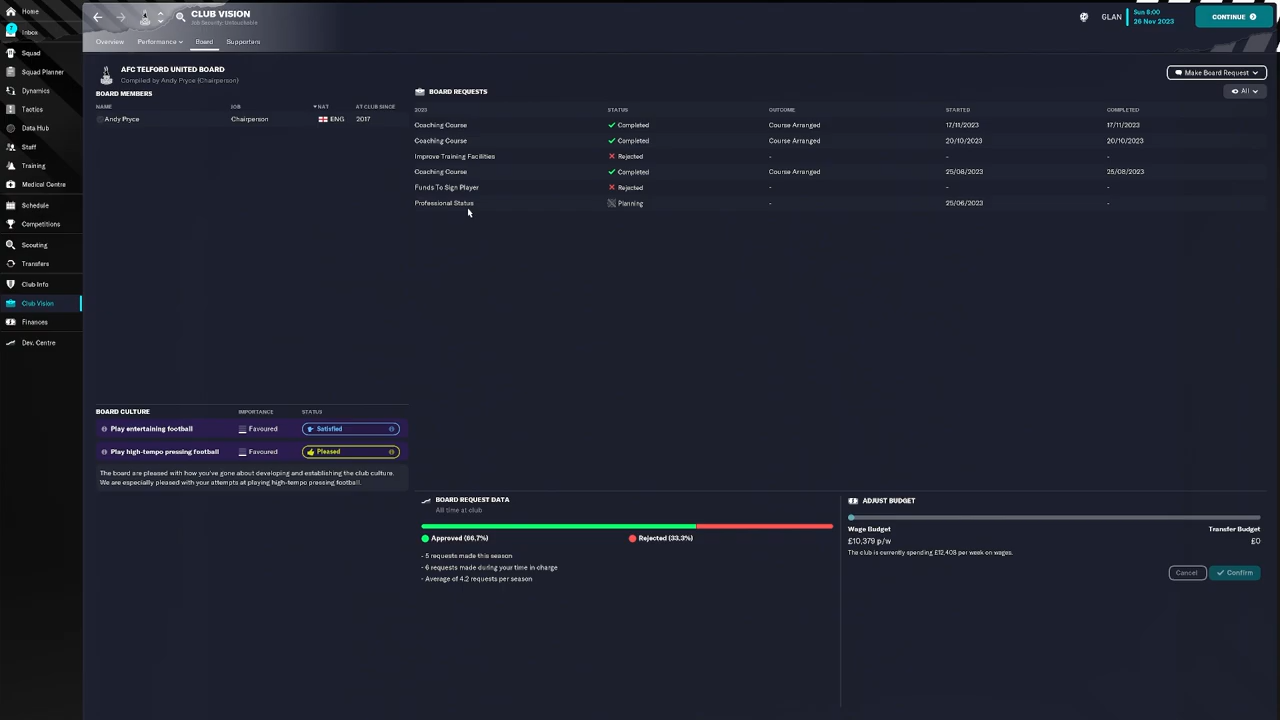 Home
CLUB VISION
Job Security: Untouchable
GLAN
Sun 6:00
26 Nov 2023
CONTINUE
7
Inbox
Overview
Performance
Board
Supporters
Squad
Squad Planner
Dynamics
Tactics
Data Hub
Staff
Training
Medical Centre
Schedule
Competitions
Scouting
Transfers
Club Info
Club Vision
Finances
Dev. Centre
AFC TELFORD UNITED BOARD
Compiled by Andy Pryce (Chairperson)
Make Board Request
BOARD MEMBERS
NAME JOB NAT AT CLUB SINCE
Andy Pryce Chairperson ENG 2017
BOARD REQUESTS
All
2023 STATUS OUTCOME STARTED COMPLETED
Coaching Course Completed Course Arranged 17/11/2023 17/11/2023
Coaching Course Completed Course Arranged 20/10/2023 20/10/2023
Improve Training Facilities Rejected - - -
Coaching Course Completed Course Arranged 25/08/2023 25/08/2023
Funds To Sign Player Rejected - - -
Professional Status Planning - 25/06/2023 -
BOARD CULTURE IMPORTANCE STATUS
Play entertaining football Favoured Satisfied
Play high-tempo pressing football Favoured Pleased
The board are pleased with how you've gone about developing and establishing the club culture.
We are especially pleased with your attempts at playing high-tempo pressing football.
BOARD REQUEST DATA
All time at club
Approved (66.7%) Rejected (33.3%)
- 5 requests made this season
- 6 requests made during your time in charge
- Average of 4.2 requests per season
ADJUST BUDGET
Wage Budget Transfer Budget
£10,379 p/w £0
The club is currently spending £12,403 per week on wages.
Cancel Confirm